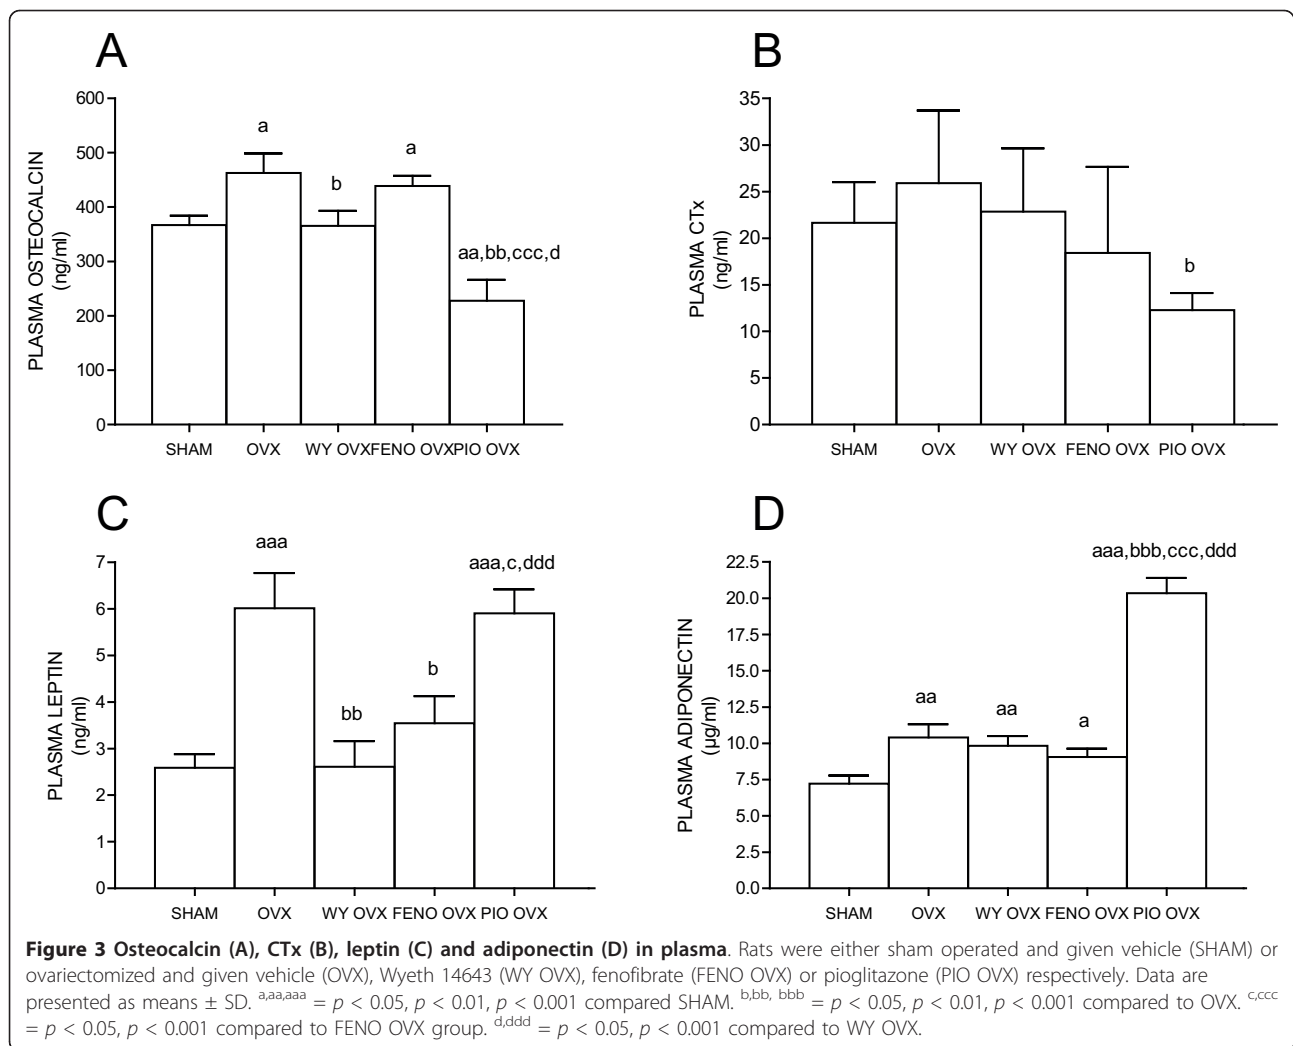 A
PLASMA OSTEOCALCIN
(ng/ml)
600
500
400
300
200
100
0
a
b
a
aa,bb,ccc,d
SHAM OVX WY OVX FENO OVX PIO OVX
B
PLASMA CTx
(ng/ml)
35
30
25
20
15
10
5
0
b
SHAM OVX WY OVX FENO OVX PIO OVX
C
PLASMA LEPTIN
(ng/ml)
7
6
5
4
3
2
1
0
aaa
bb
b
aaa,c,ddd
SHAM OVX WY OVX FENO OVX PIO OVX
D
PLASMA ADIPONECTIN
(µg/ml)
22.5
20.0
17.5
15.0
12.5
10.0
7.5
5.0
2.5
0.0
aa
aa
a
aaa,bbb,ccc,ddd
SHAM OVX WY OVX FENO OVX PIO OVX
Figure 3 Osteocalcin (A), CTx (B), leptin (C) and adiponectin (D) in plasma. Rats were either sham operated and given vehicle (SHAM) or
ovariectomized and given vehicle (OVX), Wyeth 14643 (WY OVX), fenofibrate (FENO OVX) or pioglitazone (PIO OVX) respectively. Data are
presented as means ± SD. a,aa,aaa = p < 0.05, p < 0.01, p < 0.001 compared SHAM. b,bb, bbb = p < 0.05, p < 0.01, p < 0.001 compared to OVX. c,ccc
= p < 0.05, p < 0.001 compared to FENO OVX group. d,ddd = p < 0.05, p < 0.001 compared to WY OVX.